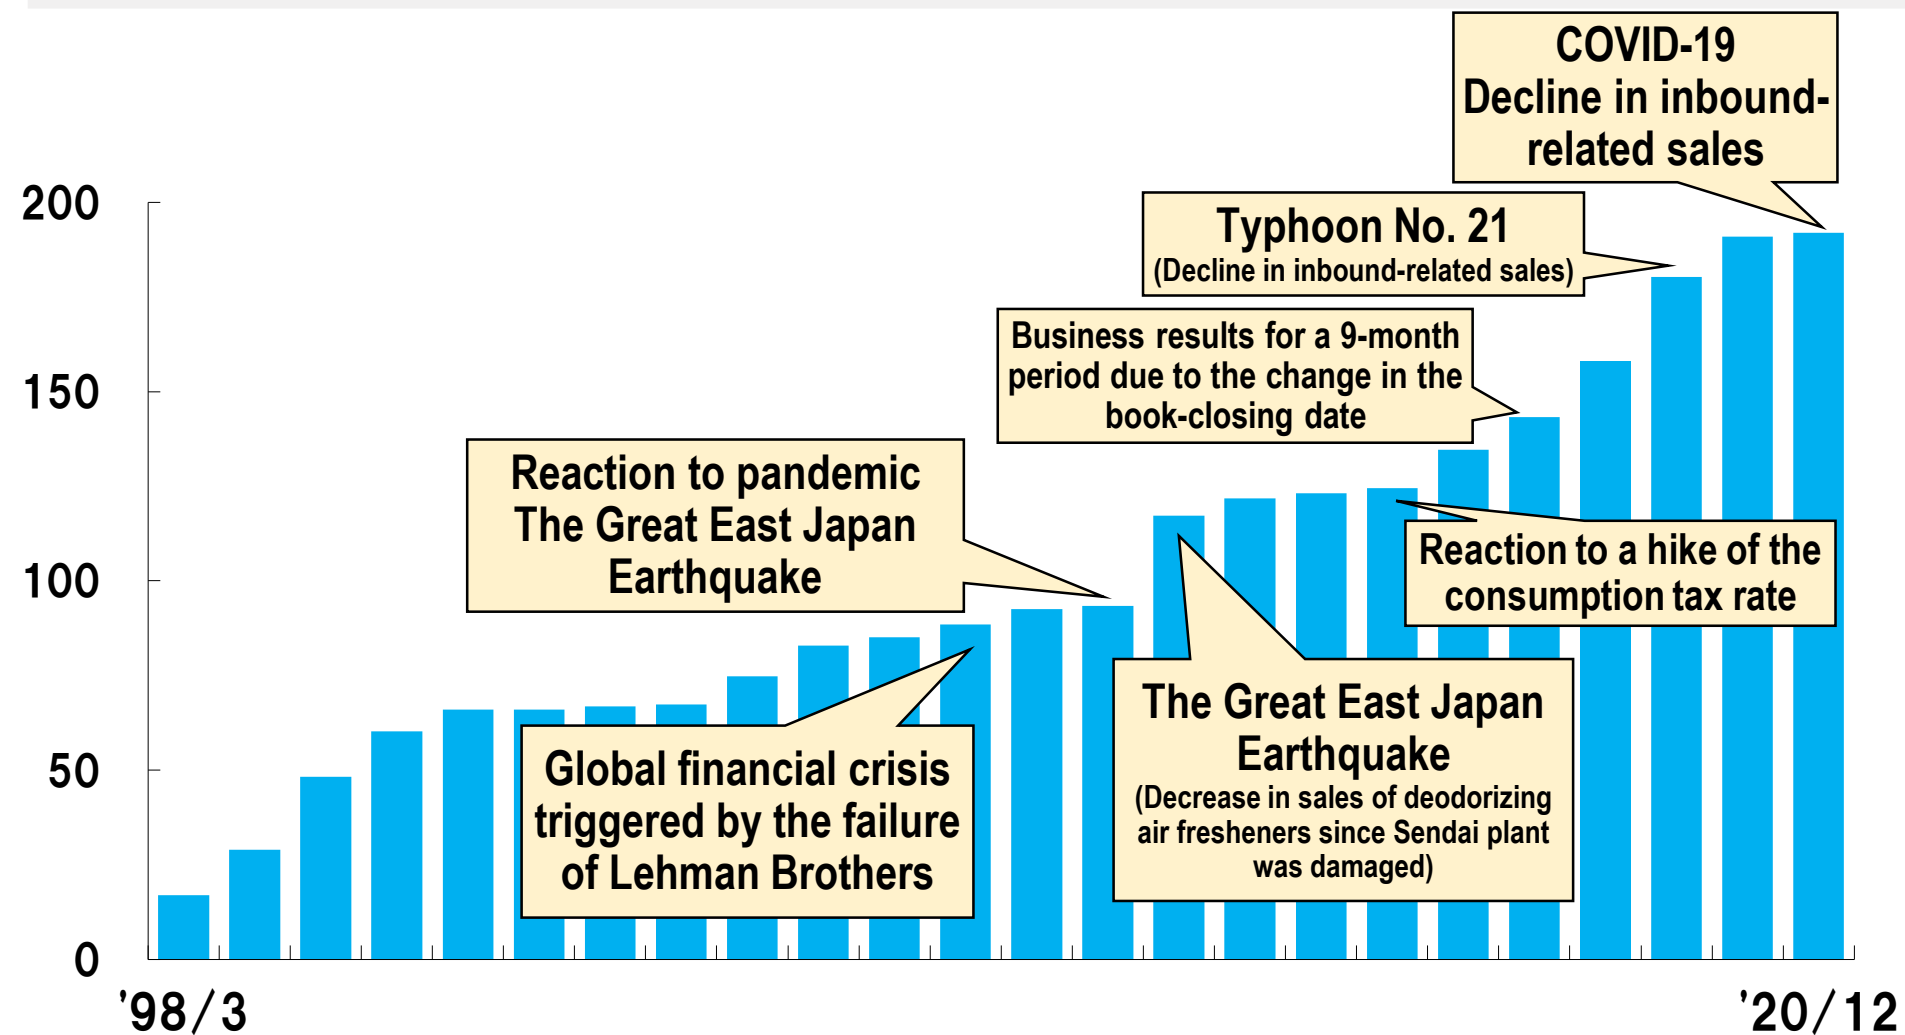 COVID-19
Decline in inbound-
related sales
Typhoon No. 21
(Decline in inbound-related sales)
Business results for a 9-month
period due to the change in the
book-closing date
Reaction to pandemic
The Great East Japan
Earthquake
Reaction to a hike of the
consumption tax rate
Global financial crisis
triggered by the failure
of Lehman Brothers
The Great East Japan
Earthquake
(Decrease in sales of deodorizing
air fresheners since Sendai plant
was damaged)
200
150
100
50
0
'98/3
'20/12